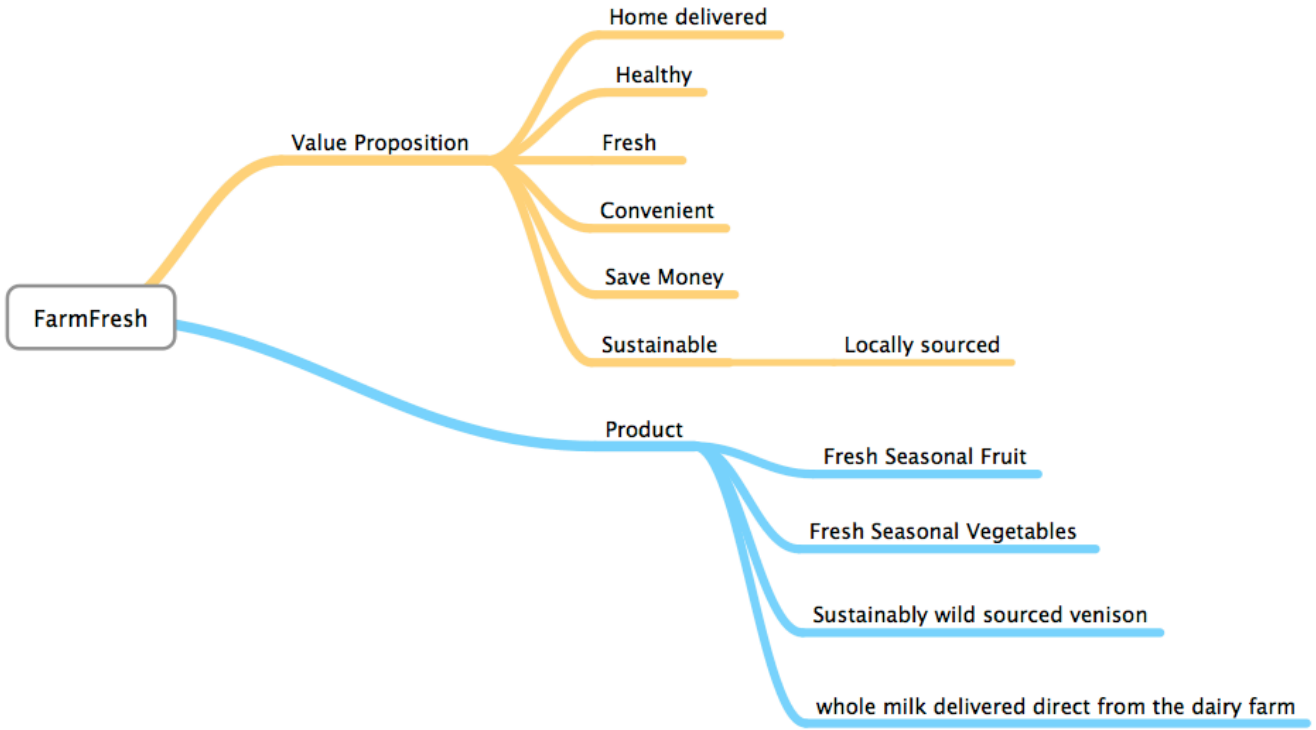 Home delivered
Healthy
Value Proposition
Fresh
Convenient
Save Money
FarmFresh
Sustainable
Locally sourced
Product
Fresh Seasonal Fruit
Fresh Seasonal Vegetables
Sustainably wild sourced venison
whole milk delivered direct from the dairy farm